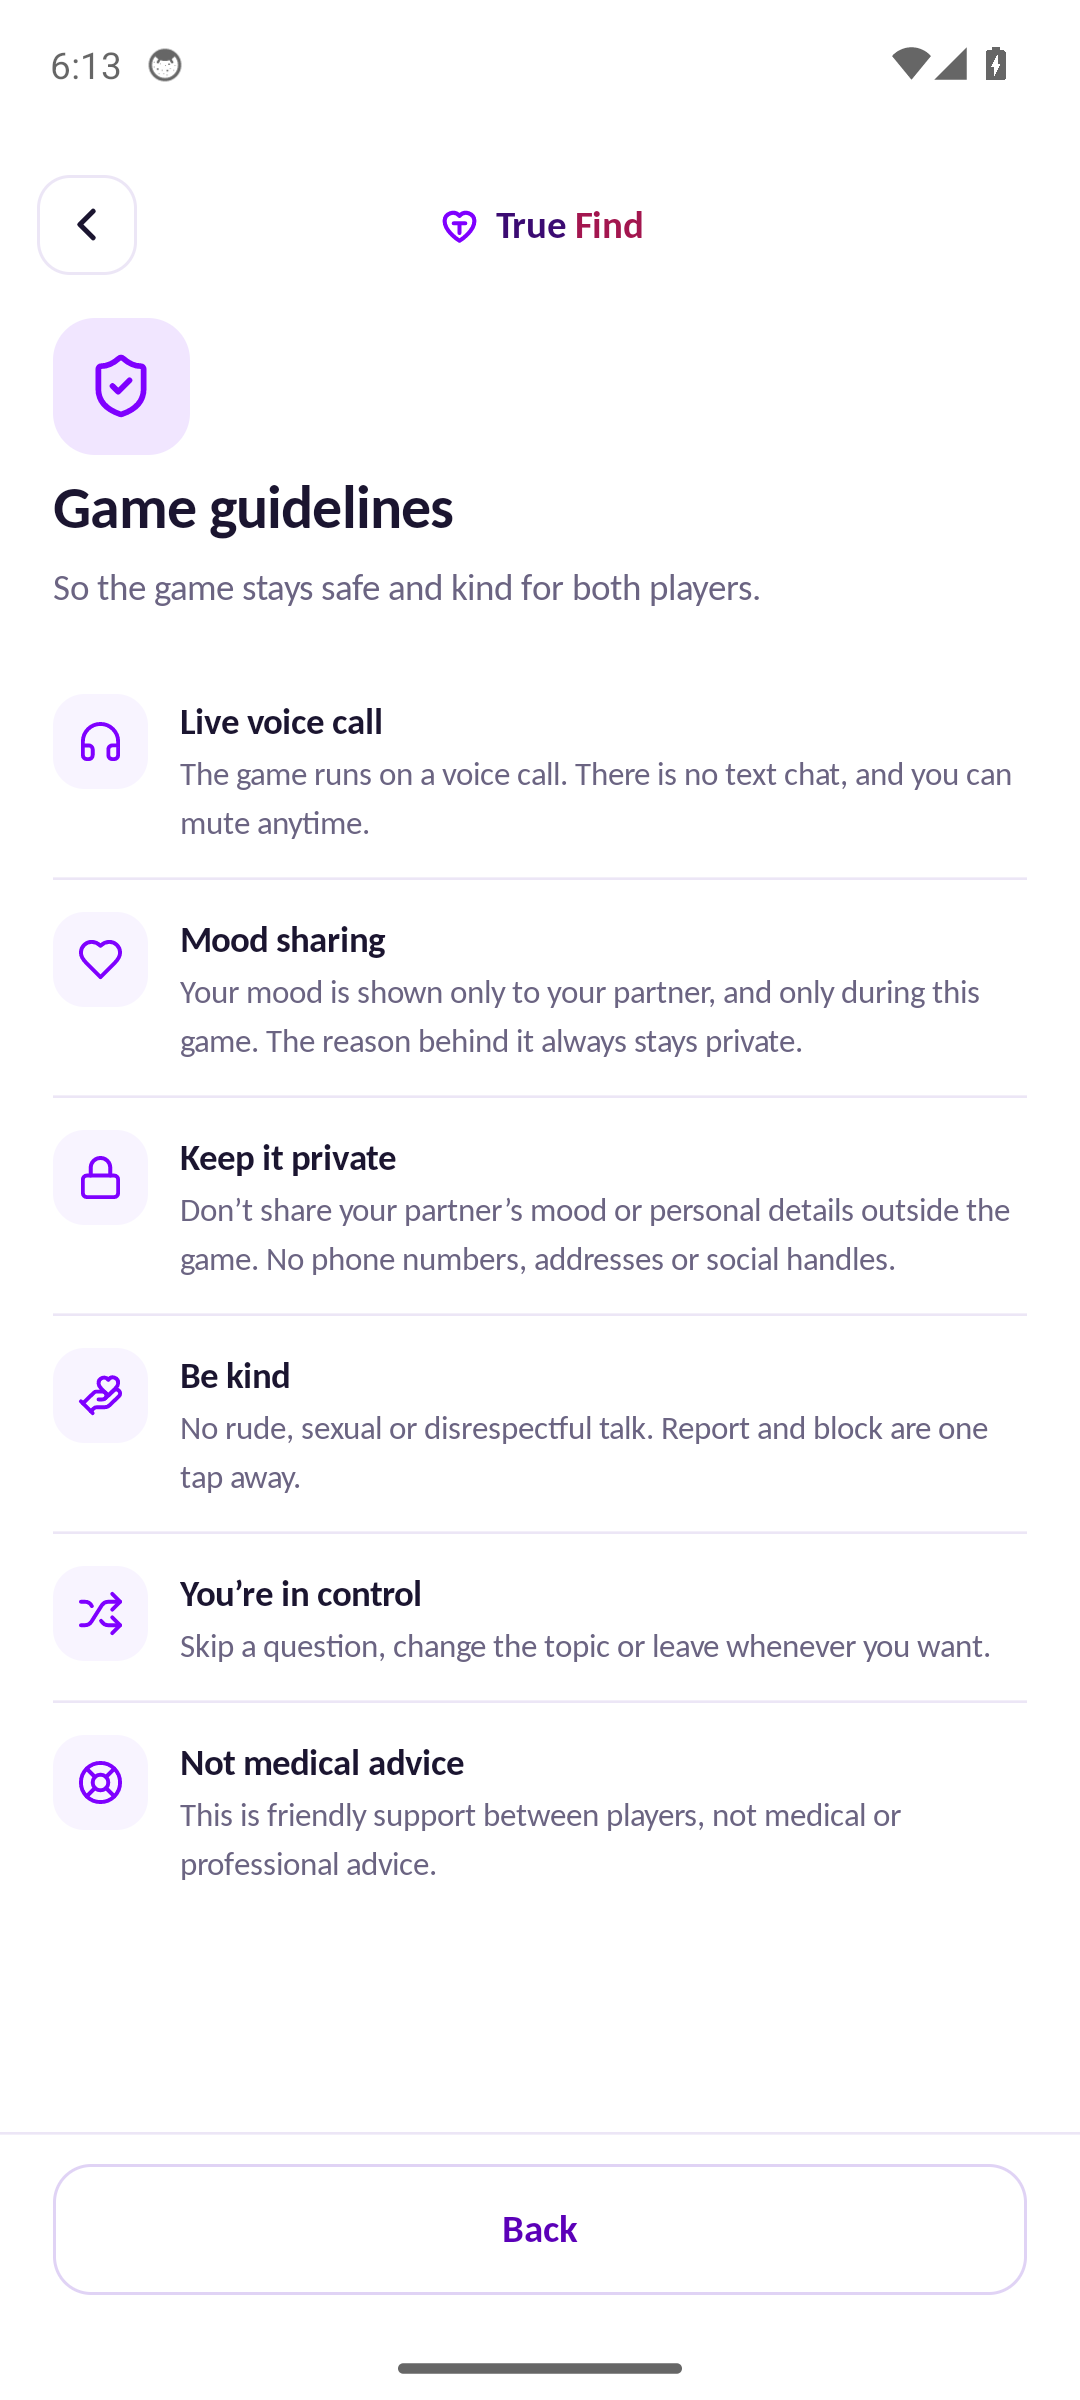 6:13
True Find
Game guidelines
So the game stays safe and kind for both players.
Live voice call
The game runs on a voice call. There is no text chat, and you can
mute anytime.
Mood sharing
Your mood is shown only to your partner, and only during this
game. The reason behind it always stays private.
Keep it private
Don’t share your partner’s mood or personal details outside the
game. No phone numbers, addresses or social handles.
Be kind
No rude, sexual or disrespectful talk. Report and block are one
tap away.
You’re in control
Skip a question, change the topic or leave whenever you want.
Not medical advice
This is friendly support between players, not medical or
professional advice.
Back